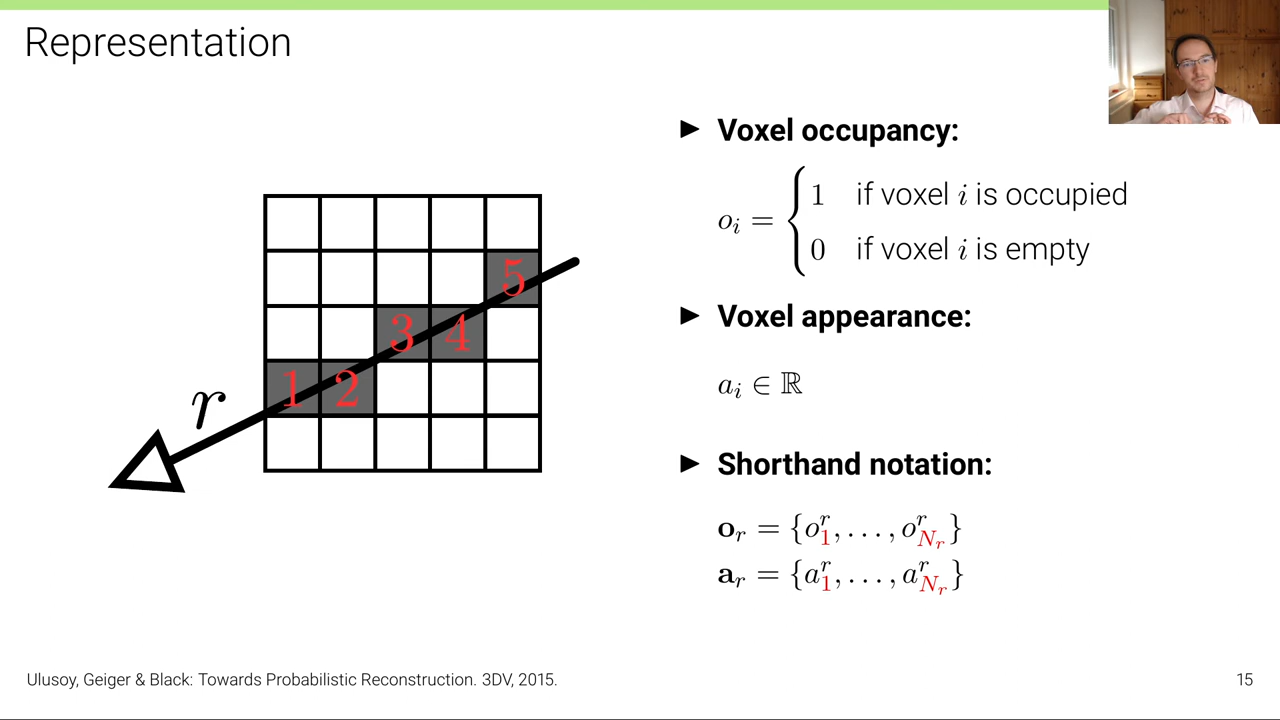 Representation
r
1 2 3 4 5
▶ Voxel occupancy:
o_i = { 1 if voxel i is occupied
0 if voxel i is empty
▶ Voxel appearance:
a_i ∈ ℝ
▶ Shorthand notation:
𝐨_r = {o_1^r, . . . , o_{N_r}^r}
𝐚_r = {a_1^r, . . . , a_{N_r}^r}
Ulusoy, Geiger & Black: Towards Probabilistic Reconstruction. 3DV, 2015.
15